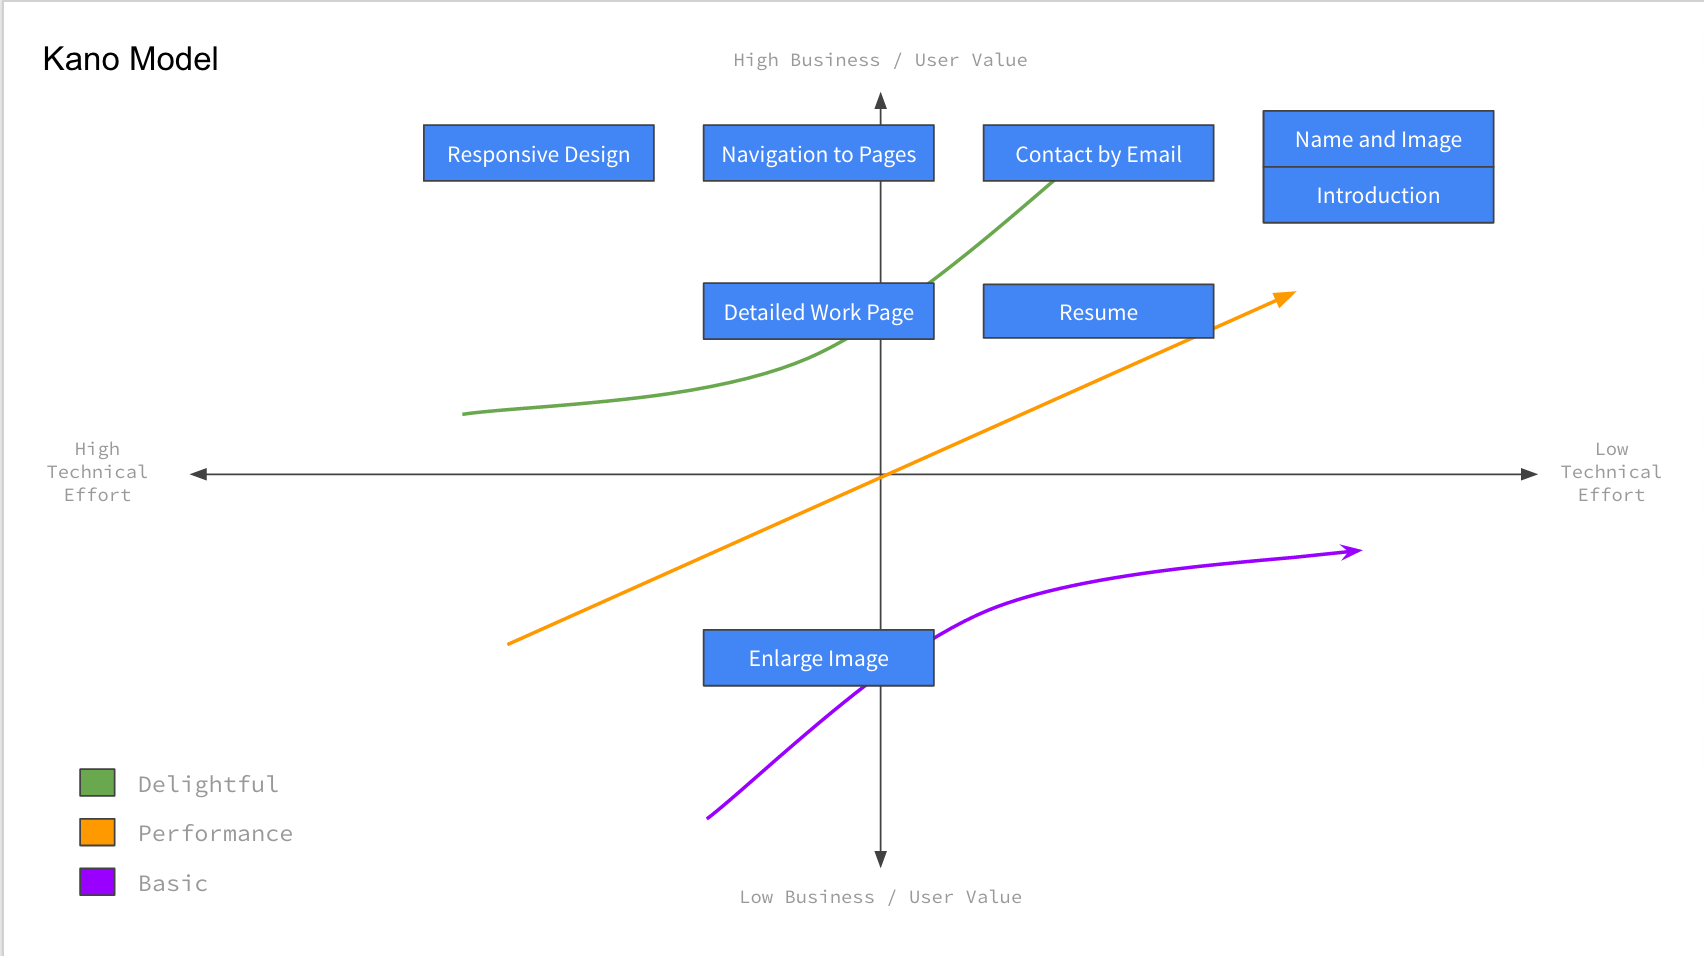 Kano Model
High Business / User Value
Responsive Design
Navigation to Pages
Contact by Email
Name and Image
Introduction
Detailed Work Page
Resume
High
Technical
Effort
Low
Technical
Effort
Enlarge Image
Delightful
Performance
Basic
Low Business / User Value